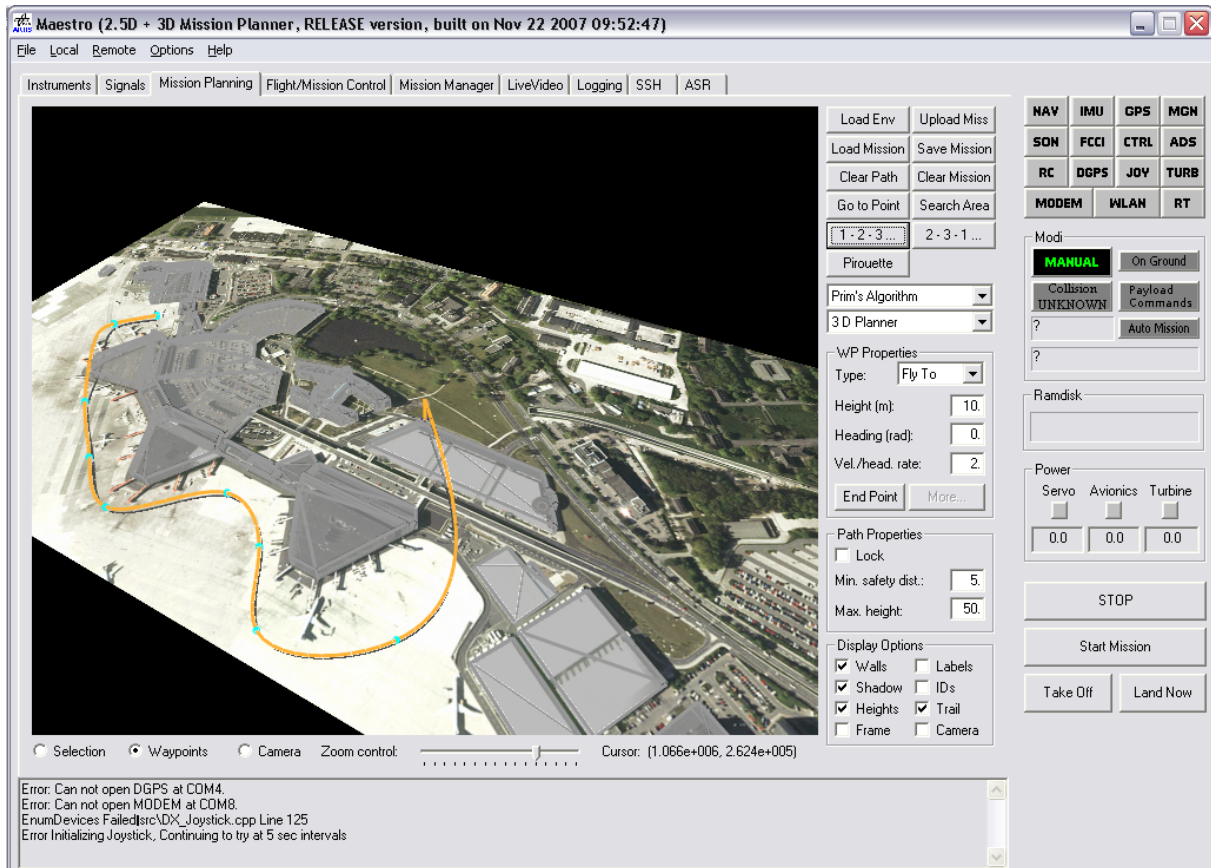 Maestro (2.5D + 3D Mission Planner, RELEASE version, built on Nov 22 2007 09:52:47)
File Local Remote Options Help
Instruments Signals Mission Planning Flight/Mission Control Mission Manager LiveVideo Logging SSH ASR
Load Env Upload Miss
Load Mission Save Mission
Clear Path Clear Mission
Go to Point Search Area
1 - 2 - 3 ... 2 - 3 - 1 ...
Pirouette
Prim's Algorithm
3 D Planner
WP Properties
Type: Fly To
Height (m): 10.
Heading (rad): 0.
Vel./head. rate: 2.
End Point More...
Path Properties
Lock
Min. safety dist.: 5.
Max. height: 50.
Display Options
Walls Labels
Shadow IDs
Heights Trail
Frame Camera
NAV IMU GPS MGN
SON FCCI CTRL ADS
RC DGPS JOY TURB
MODEM WLAN RT
Modi
MANUAL On Ground
Collision UNKNOWN Payload Commands
? Auto Mission
?
Ramdisk
Power
Servo Avionics Turbine
0.0 0.0 0.0
STOP
Start Mission
Take Off Land Now
Selection Waypoints Camera Zoom control: Cursor: (1.066e+006, 2.624e+005)
Error: Can not open DGPS at COM4.
Error: Can not open MODEM at COM8.
EnumDevices Failed|src\DX_Joystick.cpp Line 125
Error Initializing Joystick, Continuing to try at 5 sec intervals